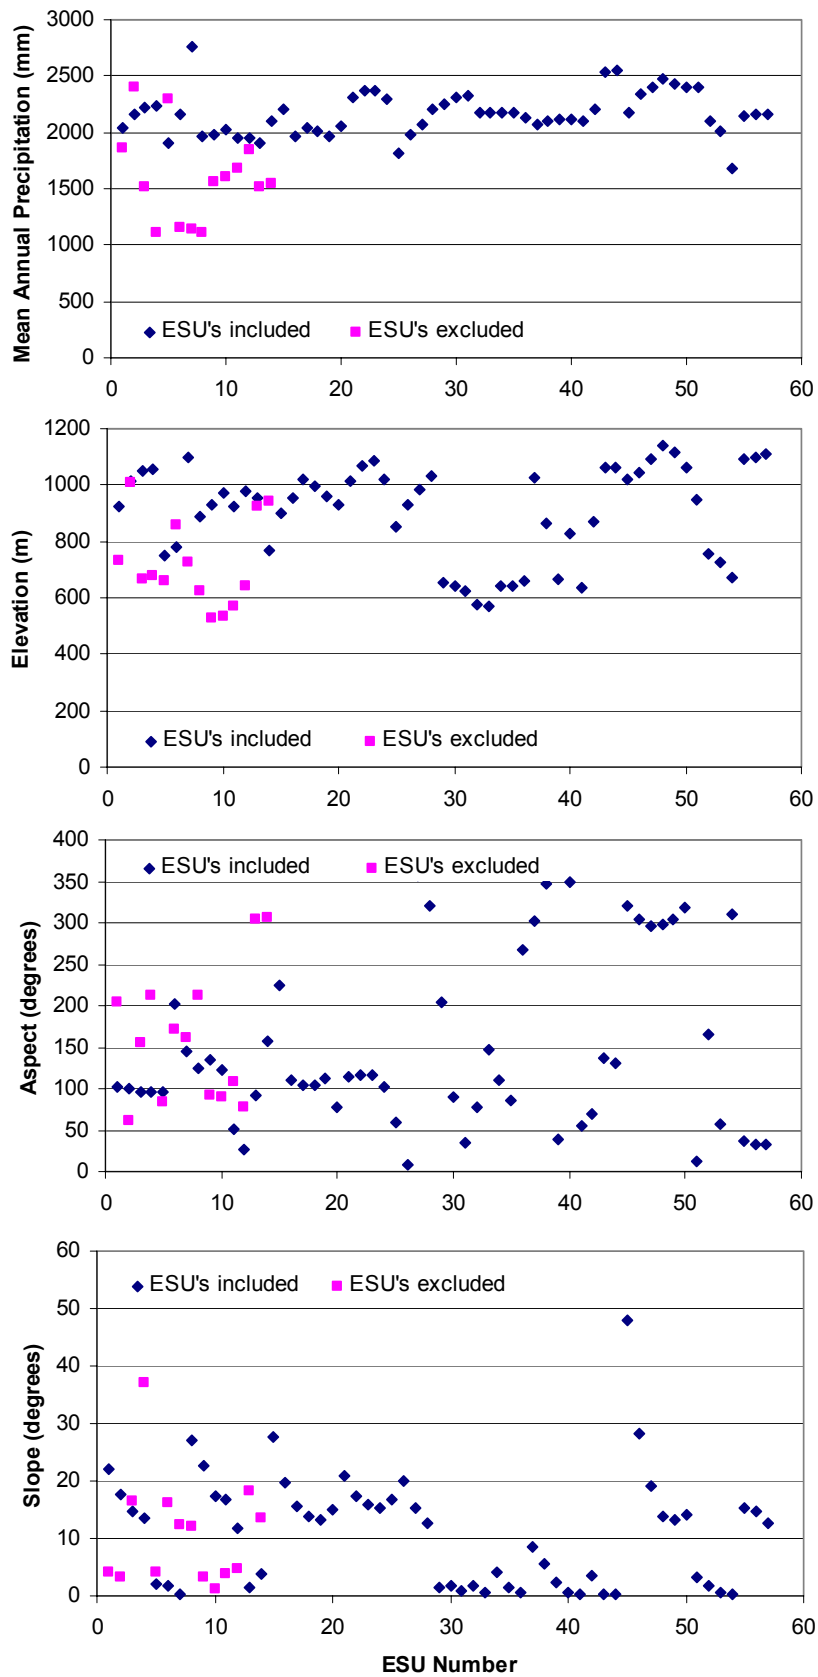 Mean Annual Precipitation (mm)
3000
2500
2000
1500
1000
500
0
ESU's included ESU's excluded
0 10 20 30 40 50 60
Elevation (m)
1200
1000
800
600
400
200
0
ESU's included ESU's excluded
0 10 20 30 40 50 60
Aspect (degrees)
400
350
300
250
200
150
100
50
0
ESU's included ESU's excluded
0 10 20 30 40 50 60
Slope (degrees)
60
50
40
30
20
10
0
ESU's included ESU's excluded
0 10 20 30 40 50 60
ESU Number